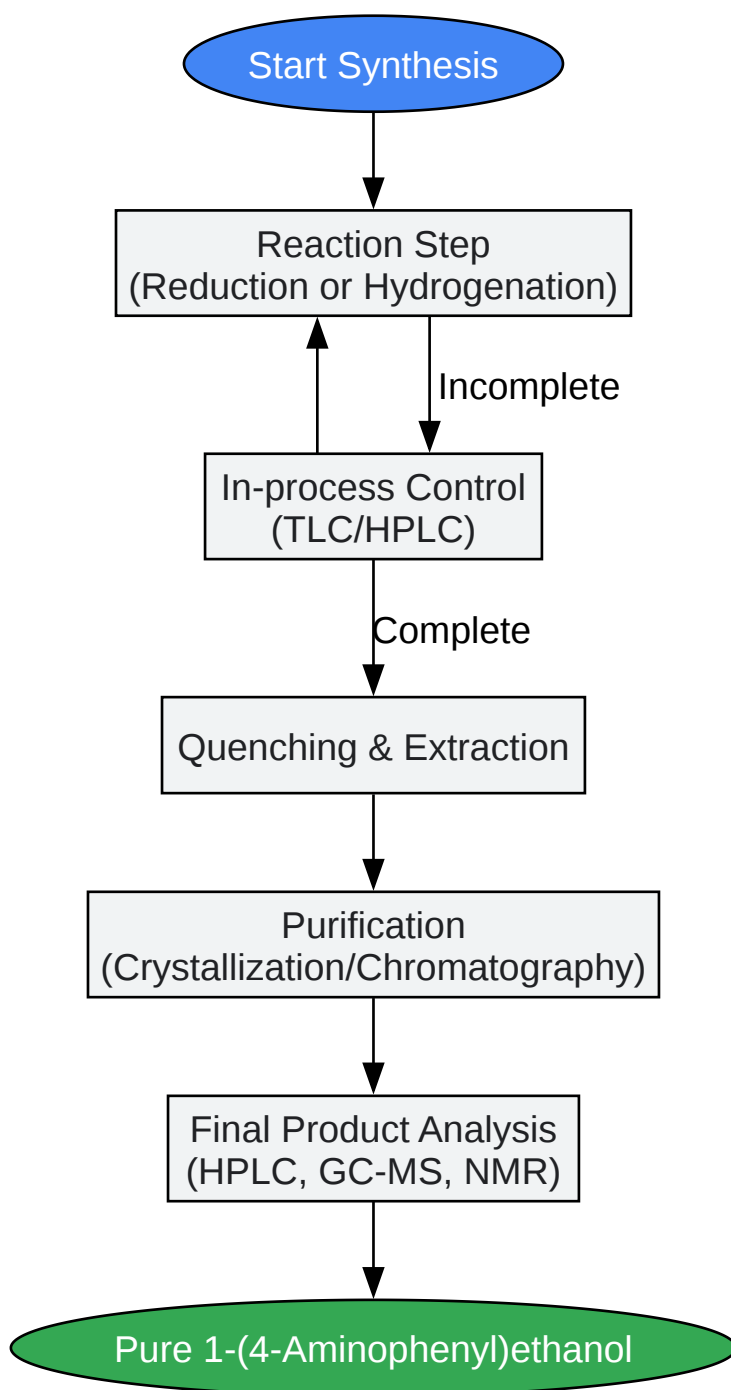 Start Synthesis
Reaction Step
(Reduction or Hydrogenation)
Incomplete
In-process Control
(TLC/HPLC)
Complete
Quenching & Extraction
Purification
(Crystallization/Chromatography)
Final Product Analysis
(HPLC, GC-MS, NMR)
Pure 1-(4-Aminophenyl)ethanol